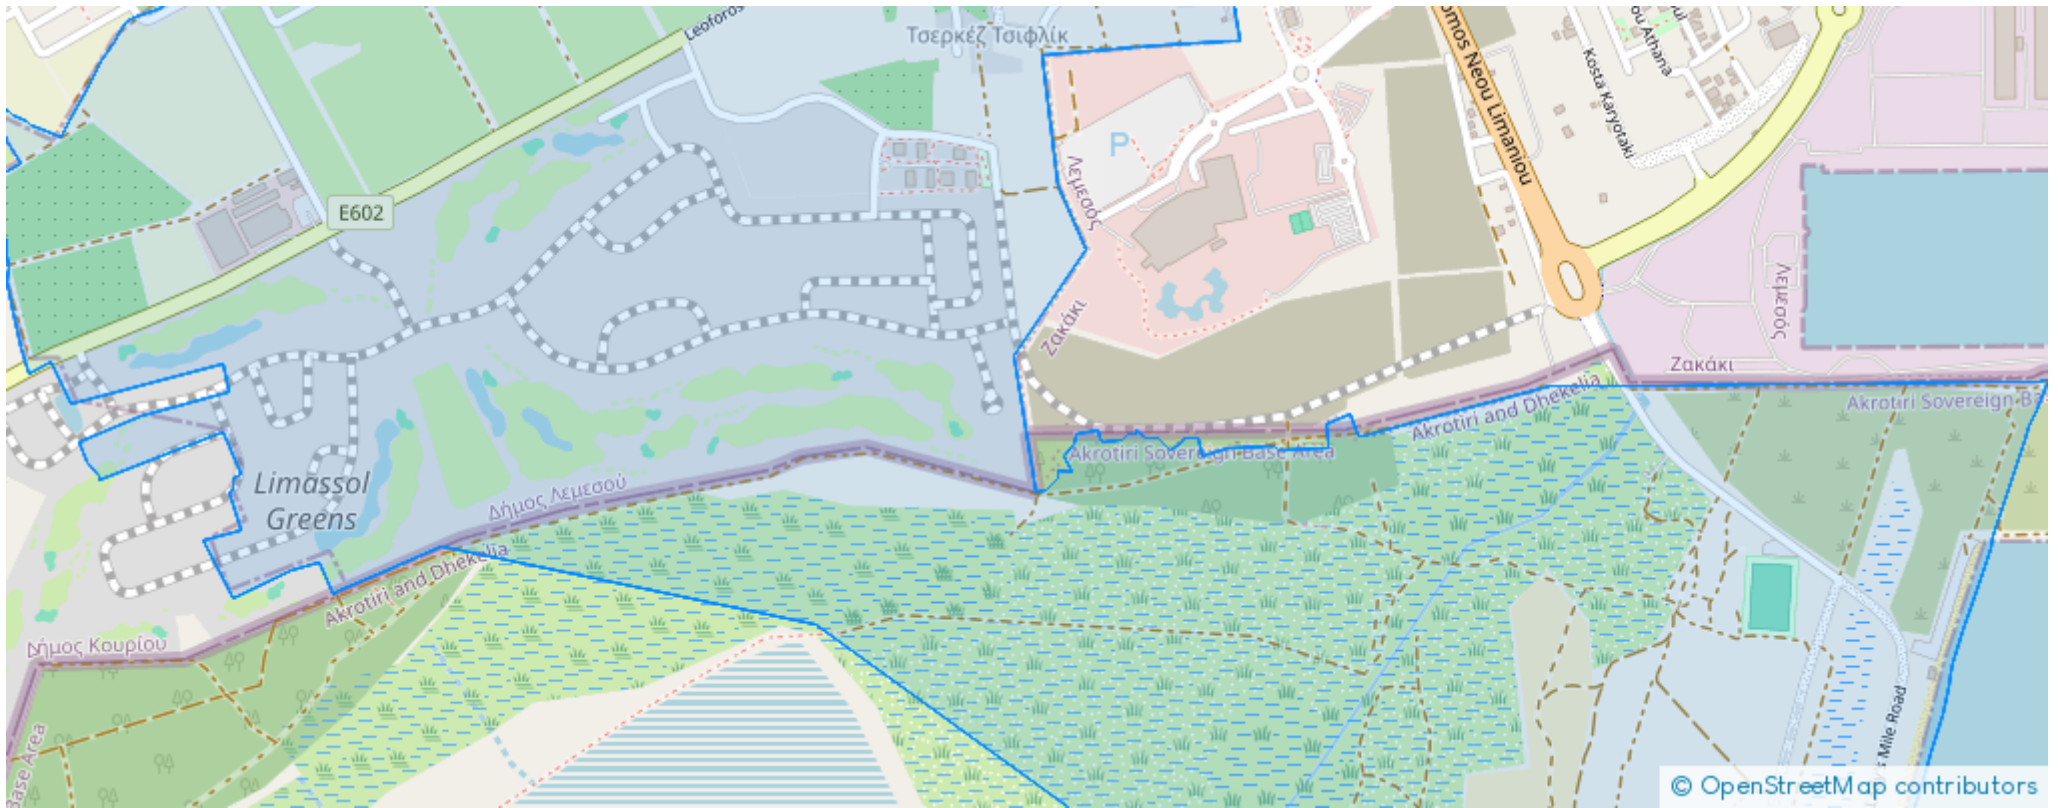 Leoforos
Τσερκέζ Τσιφλίκ
omos Neou Limaniou
ou Athana
Kosta Karyotaki
P
E602
Λεμεσός
Λεμεσός
Ζακάκι
Ζακάκι
Akrotiri and Dhekelia
Akrotiri Sovereign Ba
Akrotiri Sovereign Base Area
Limassol
Greens
Δήμος Λεμεσού
Akrotiri and Dhekelia
Δήμος Κουρίου
Base Area
s Mile Road
© OpenStreetMap contributors